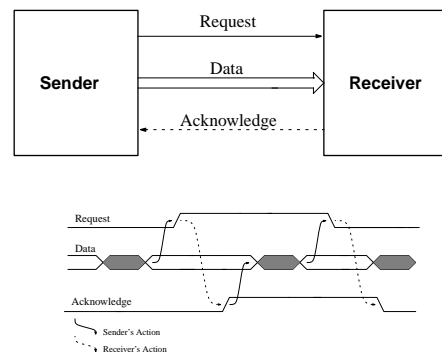 Request
Sender
Data
Receiver
Acknowledge
Request
Data
Acknowledge
Sender's Action
Receiver's Action